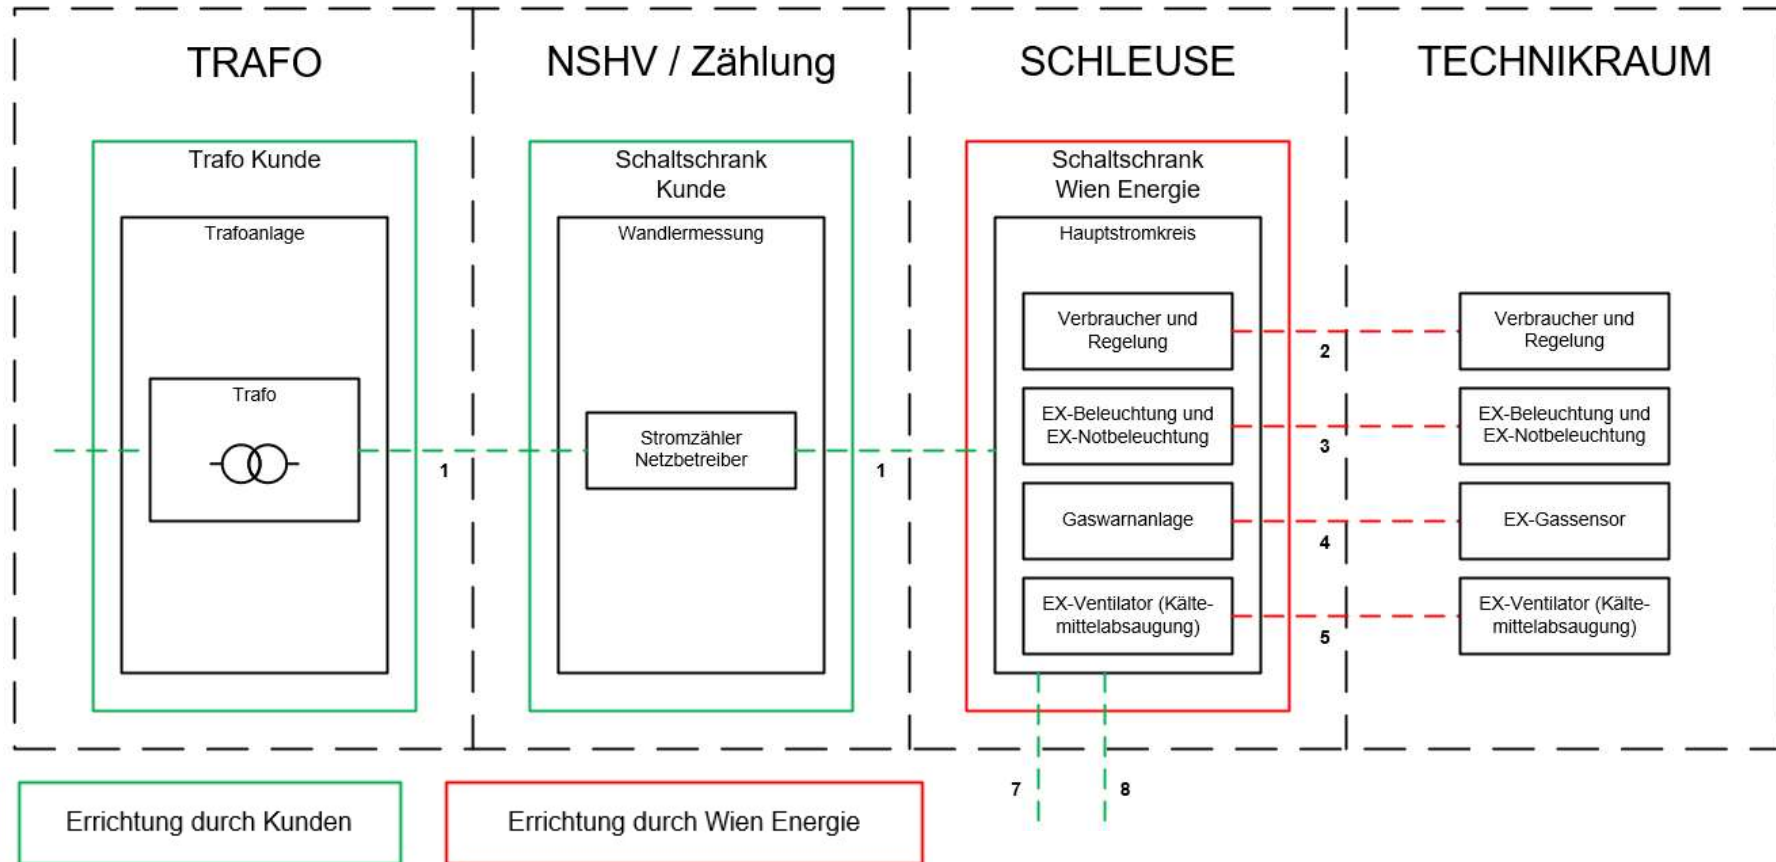 TRAFO
NSHV / Zählung
SCHLEUSE
TECHNIKRAUM
Trafo Kunde
Trafoanlage
Trafo
1
Schaltschrank
Kunde
Wandlermessung
Stromzähler
Netzbetreiber
1
Schaltschrank
Wien Energie
Hauptstromkreis
Verbraucher und
Regelung
2
Verbraucher und
Regelung
EX-Beleuchtung und
EX-Notbeleuchtung
3
EX-Beleuchtung und
EX-Notbeleuchtung
Gaswarnanlage
4
EX-Gassensor
EX-Ventilator (Kälte-
mittelabsaugung)
5
EX-Ventilator (Kälte-
mittelabsaugung)
7
8
Errichtung durch Kunden
Errichtung durch Wien Energie